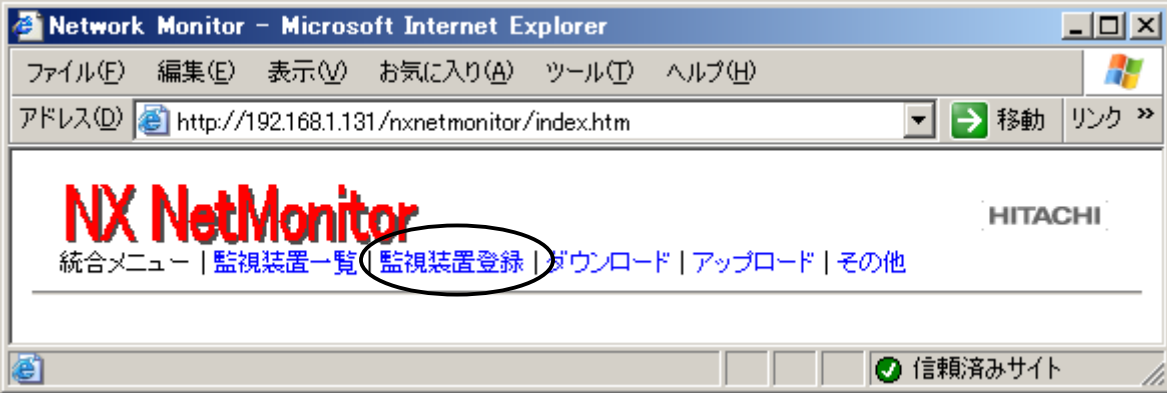 Network Monitor - Microsoft Internet Explorer
ファイル(F) 編集(E) 表示(V) お気に入り(A) ツール(T) ヘルプ(H)
アドレス(D) http://192.168.1.131/nxnetmonitor/index.htm 移動 リンク »
NX NetMonitor
HITACHI
統合メニュー | 監視装置一覧 | 監視装置登録 | ダウンロード | アップロード | その他
信頼済みサイト